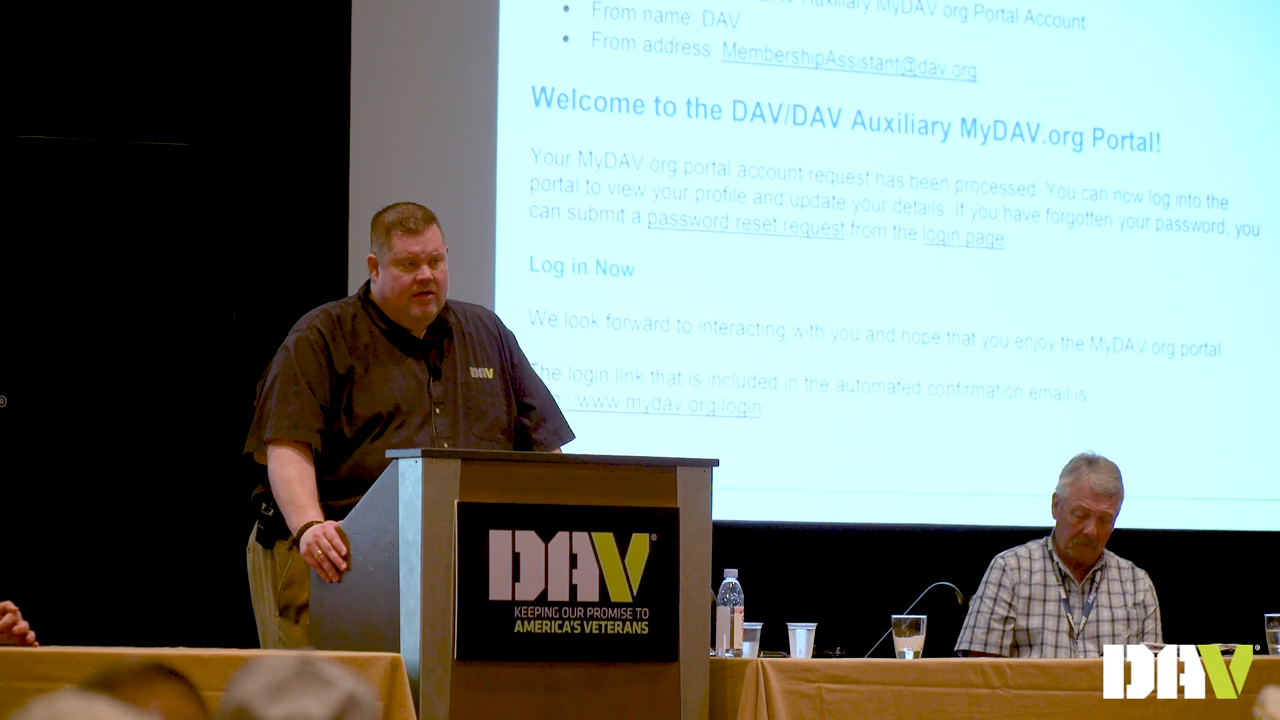 Auxiliary MyDAV org Portal Account
• From name DAV
• From address MembershipAssistant@dav.org
Welcome to the DAV/DAV Auxiliary MyDAV.org Portal!
Your MyDAV org portal account request has been processed. You can now log into the
portal to view your profile and update your details. If you have forgotten your password, you
can submit a password reset request from the login page
Log in Now
We look forward to interacting with you and hope that you enjoy the MyDAV.org portal.
The login link that is included in the automated confirmation email is
//www.mydav.org/login
DAV
DAV®
KEEPING OUR PROMISE TO
AMERICA'S VETERANS
DAV®
®